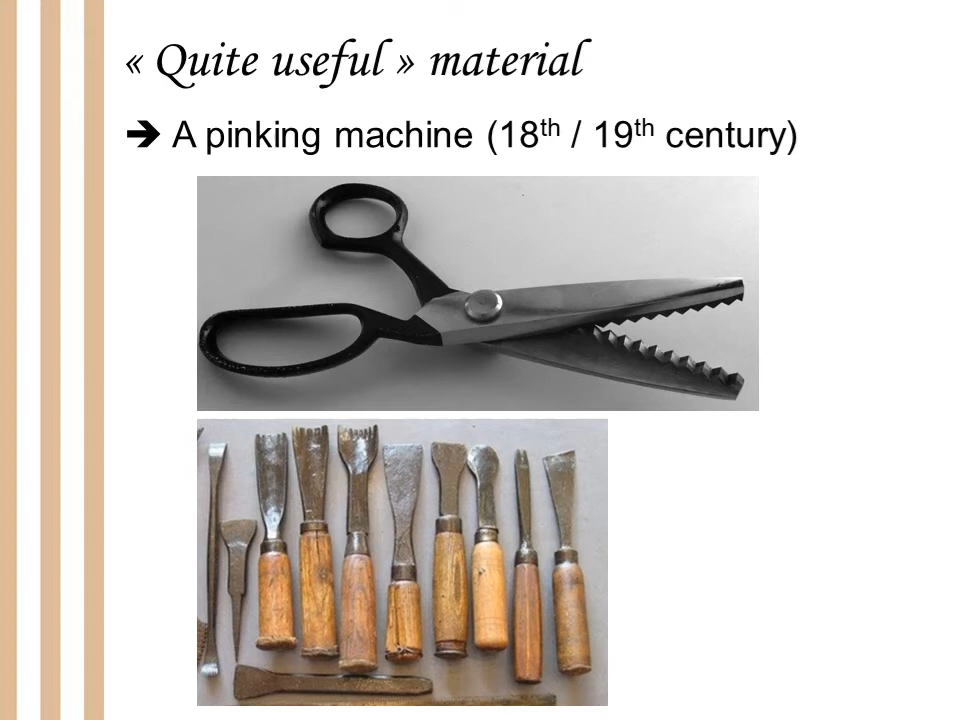 « Quite useful » material
➔ A pinking machine (18th / 19th century)